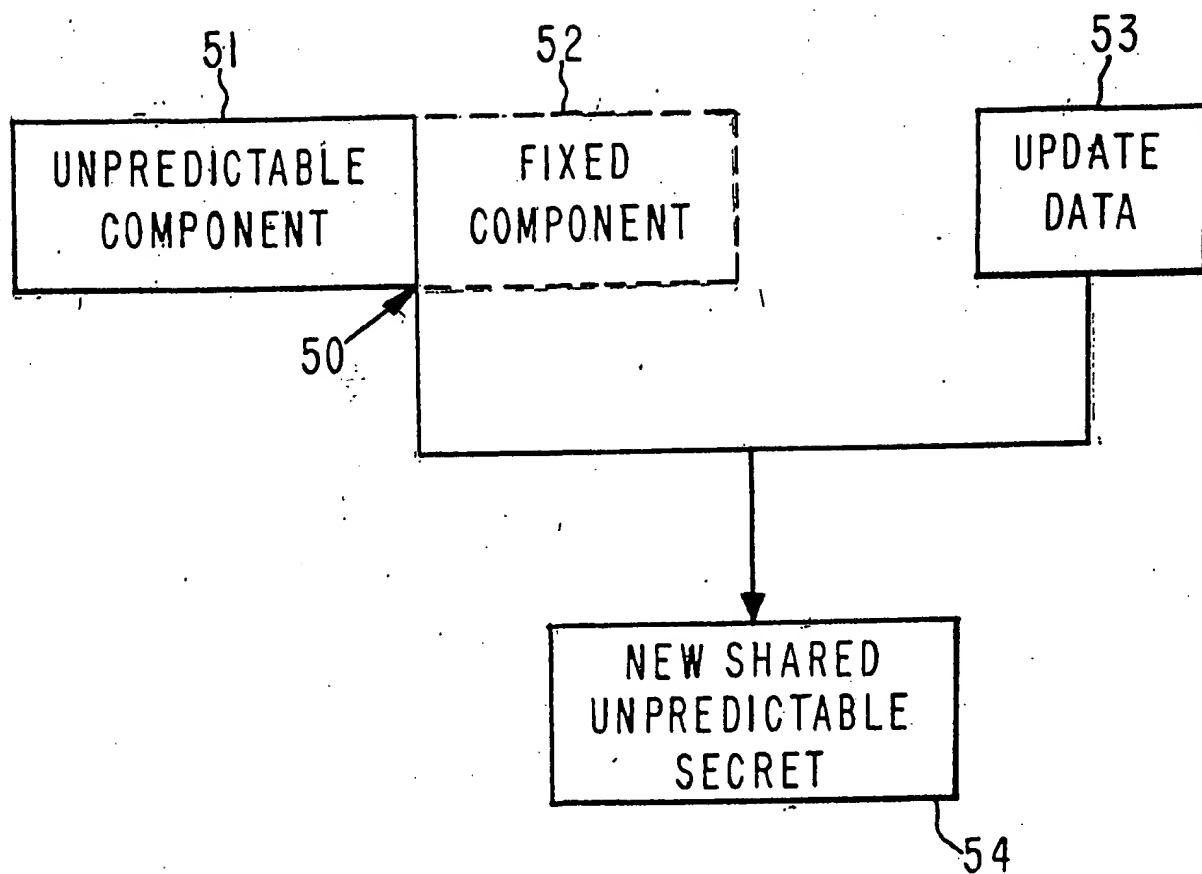 51
52
53
UNPREDICTABLE
COMPONENT
FIXED
COMPONENT
UPDATE
DATA
50
NEW SHARED
UNPREDICTABLE
SECRET
54